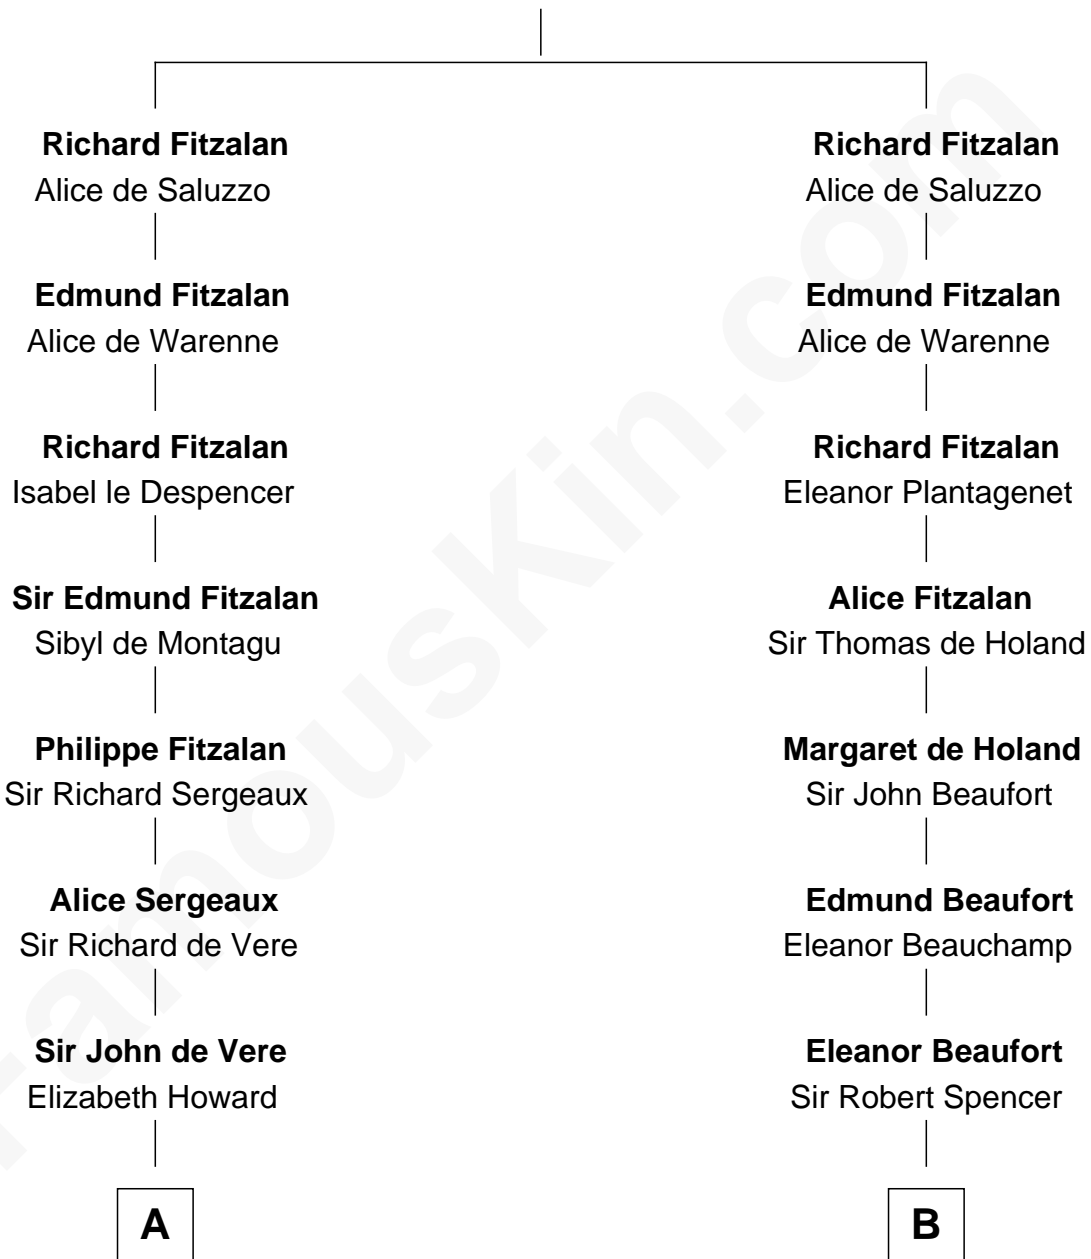 Richard Fitzalan
Alice de Saluzzo
Edmund Fitzalan
Alice de Warenne
Richard Fitzalan
Isabel le Despencer
Sir Edmund Fitzalan
Sibyl de Montagu
Philippe Fitzalan
Sir Richard Sergeaux
Alice Sergeaux
Sir Richard de Vere
Sir John de Vere
Elizabeth Howard
A
Richard Fitzalan
Alice de Saluzzo
Edmund Fitzalan
Alice de Warenne
Richard Fitzalan
Eleanor Plantagenet
Alice Fitzalan
Sir Thomas de Holand
Margaret de Holand
Sir John Beaufort
Edmund Beaufort
Eleanor Beauchamp
Eleanor Beaufort
Sir Robert Spencer
B
FamousKin.com